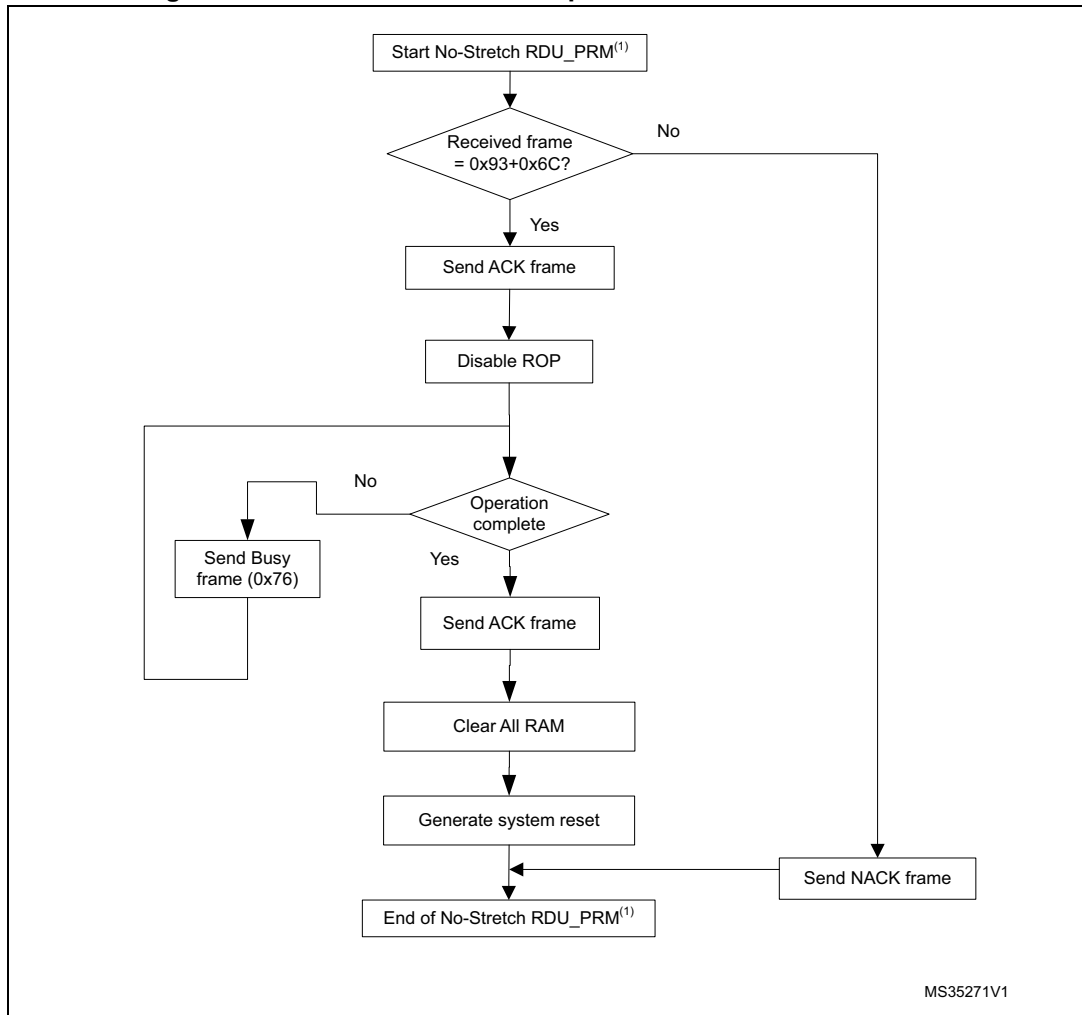 Start No-Stretch RDU_PRM(1)
No
Received frame
= 0x93+0x6C?
Yes
Send ACK frame
Disable ROP
No
Operation
complete
Send Busy
frame (0x76)
Yes
Send ACK frame
Clear All RAM
Generate system reset
Send NACK frame
End of No-Stretch RDU_PRM(1)
MS35271V1